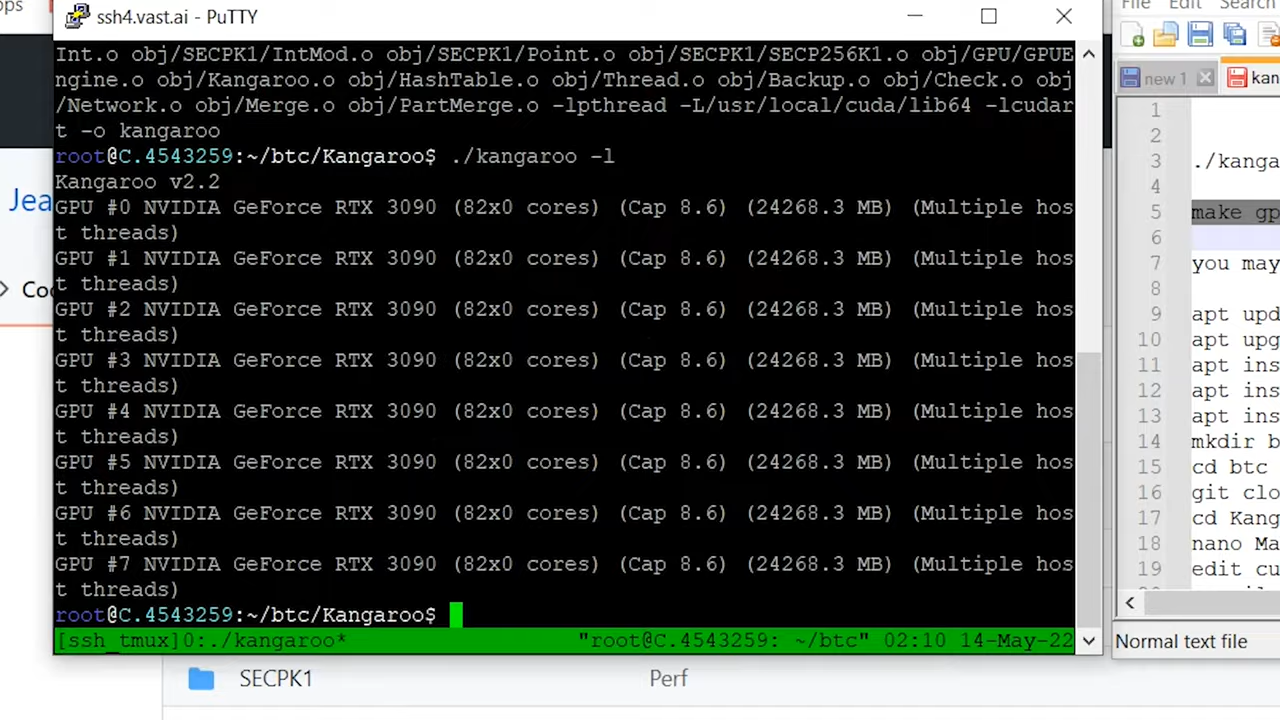 ops
ssh4.vast.ai - PuTTY
Int.o obj/SECPK1/IntMod.o obj/SECPK1/Point.o obj/SECPK1/SECP256K1.o obj/GPU/GPUE
ngine.o obj/Kangaroo.o obj/HashTable.o obj/Thread.o obj/Backup.o obj/Check.o obj
/Network.o obj/Merge.o obj/PartMerge.o -lpthread -L/usr/local/cuda/lib64 -lcudar
t -o kangaroo
root@C.4543259:~/btc/Kangaroo$ ./kangaroo -l
Kangaroo v2.2
GPU #0 NVIDIA GeForce RTX 3090 (82x0 cores) (Cap 8.6) (24268.3 MB) (Multiple hos
t threads)
GPU #1 NVIDIA GeForce RTX 3090 (82x0 cores) (Cap 8.6) (24268.3 MB) (Multiple hos
t threads)
GPU #2 NVIDIA GeForce RTX 3090 (82x0 cores) (Cap 8.6) (24268.3 MB) (Multiple hos
t threads)
GPU #3 NVIDIA GeForce RTX 3090 (82x0 cores) (Cap 8.6) (24268.3 MB) (Multiple hos
t threads)
GPU #4 NVIDIA GeForce RTX 3090 (82x0 cores) (Cap 8.6) (24268.3 MB) (Multiple hos
t threads)
GPU #5 NVIDIA GeForce RTX 3090 (82x0 cores) (Cap 8.6) (24268.3 MB) (Multiple hos
t threads)
GPU #6 NVIDIA GeForce RTX 3090 (82x0 cores) (Cap 8.6) (24268.3 MB) (Multiple hos
t threads)
GPU #7 NVIDIA GeForce RTX 3090 (82x0 cores) (Cap 8.6) (24268.3 MB) (Multiple hos
t threads)
root@C.4543259:~/btc/Kangaroo$
[ssh_tmux]0:./kangaroo* "root@C.4543259: ~/btc" 02:10 14-May-22
Jea
Co
SECPK1 Perf
File Edit Search
new 1 kan
1
2
3 ./kanga
4
5 make gp
6
7 you may
8
9 apt upd
10 apt upg
11 apt ins
12 apt ins
13 apt ins
14 mkdir b
15 cd btc
16 git clo
17 cd Kang
18 nano Ma
19 edit cu
Normal text file